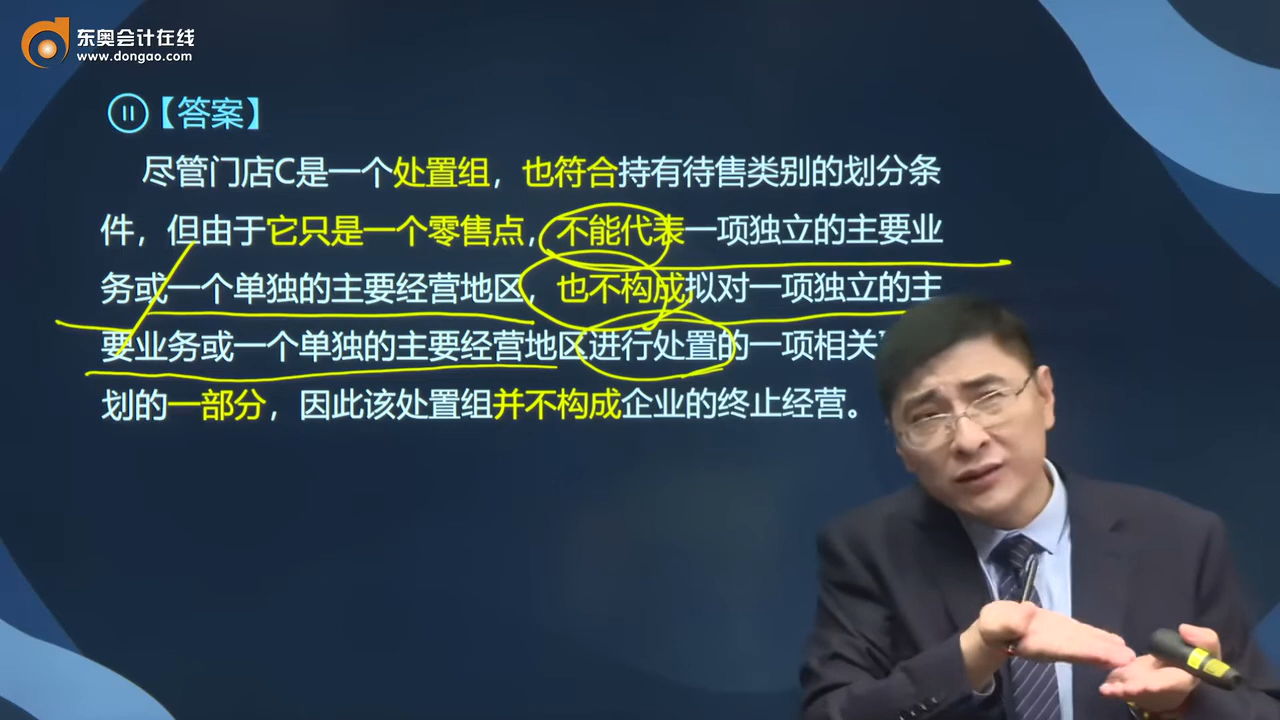 东奥会计在线
www.dongao.com
【答案】
尽管门店C是一个处置组，也符合持有待售类别的划分条
件，但由于它只是一个零售点，不能代表一项独立的主要业
务或一个单独的主要经营地区，也不构成拟对一项独立的主
要业务或一个单独的主要经营地区进行处置的一项相关
划的一部分，因此该处置组并不构成企业的终止经营。